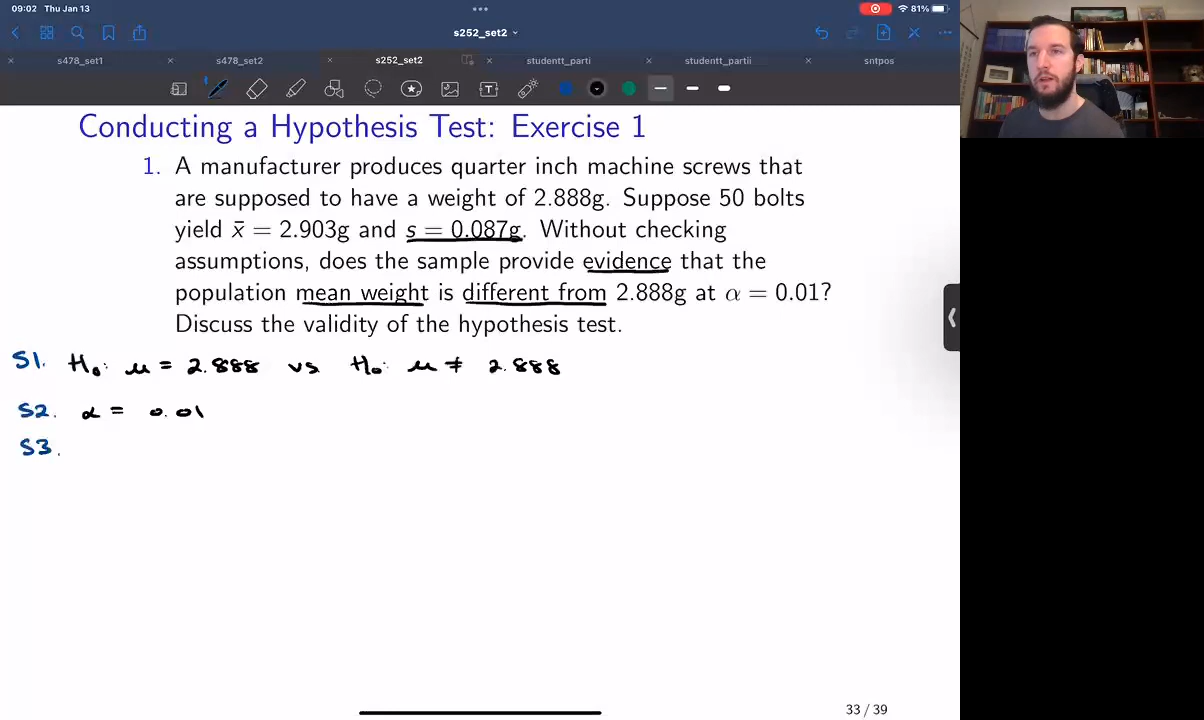 09:02 Thu Jan 13
81%
s252_set2
s478_set1
s478_set2
s252_set2
studentt_parti
studentt_partii
sntpos
Conducting a Hypothesis Test: Exercise 1
1. A manufacturer produces quarter inch machine screws that
are supposed to have a weight of 2.888g. Suppose 50 bolts
yield x̄ = 2.903g and s = 0.087g. Without checking
assumptions, does the sample provide evidence that the
population mean weight is different from 2.888g at α = 0.01?
Discuss the validity of the hypothesis test.
S1. H₀: μ = 2.888 vs H₀: μ ≠ 2.888
S2. α = 0.01
S3.
33 / 39